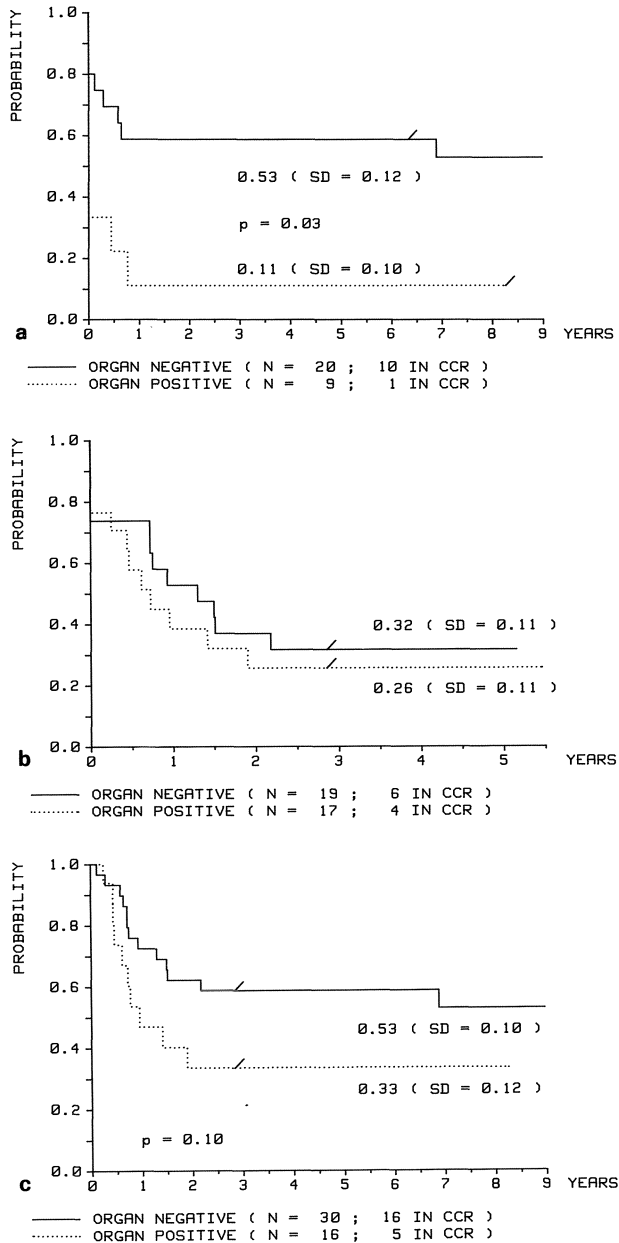 PROBABILITY
1.0
0.8
0.6
0.4
0.2
0.0
0.53 ( SD = 0.12 )
p = 0.03
0.11 ( SD = 0.10 )
0 1 2 3 4 5 6 7 8 9 YEARS
a
ORGAN NEGATIVE ( N = 20 ; 10 IN CCR )
ORGAN POSITIVE ( N = 9 ; 1 IN CCR )
PROBABILITY
1.0
0.8
0.6
0.4
0.2
0.0
0.32 ( SD = 0.11 )
0.26 ( SD = 0.11 )
0 1 2 3 4 5 YEARS
b
ORGAN NEGATIVE ( N = 19 ; 6 IN CCR )
ORGAN POSITIVE ( N = 17 ; 4 IN CCR )
PROBABILITY
1.0
0.8
0.6
0.4
0.2
0.0
0.53 ( SD = 0.10 )
0.33 ( SD = 0.12 )
p = 0.10
0 1 2 3 4 5 6 7 8 9 YEARS
c
ORGAN NEGATIVE ( N = 30 ; 16 IN CCR )
ORGAN POSITIVE ( N = 16 ; 5 IN CCR )